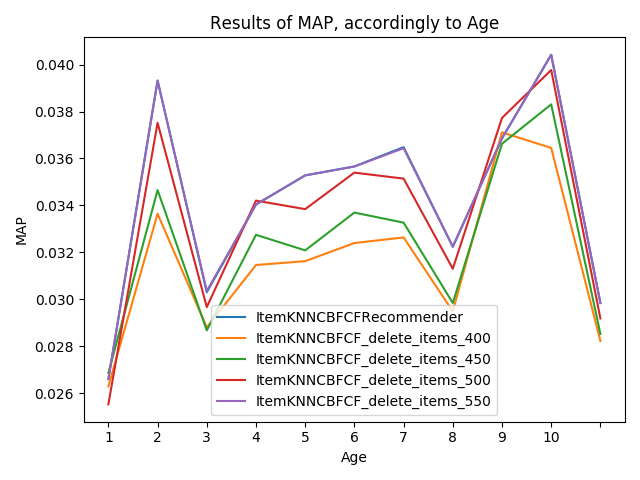 Results of MAP, accordingly to Age
MAP
0.040
0.038
0.036
0.034
0.032
0.030
0.028
0.026
ItemKNNCBFCFRecommender
ItemKNNCBFCF_delete_items_400
ItemKNNCBFCF_delete_items_450
ItemKNNCBFCF_delete_items_500
ItemKNNCBFCF_delete_items_550
1 2 3 4 5 6 7 8 9 10
Age